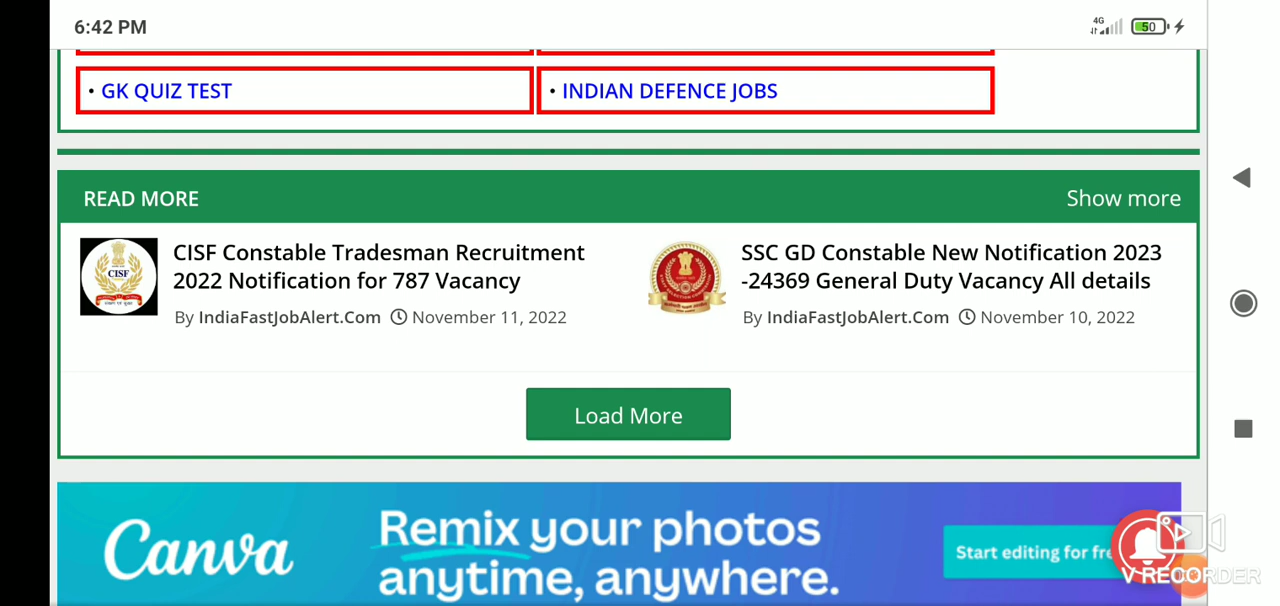 6:42 PM
4G
50
• GK QUIZ TEST
• INDIAN DEFENCE JOBS
READ MORE
Show more
CISF
CISF Constable Tradesman Recruitment
2022 Notification for 787 Vacancy
By IndiaFastJobAlert.Com November 11, 2022
SSC GD Constable New Notification 2023
-24369 General Duty Vacancy All details
By IndiaFastJobAlert.Com November 10, 2022
Load More
Canva
Remix your photos
anytime, anywhere.
Start editing for
V RECORDER